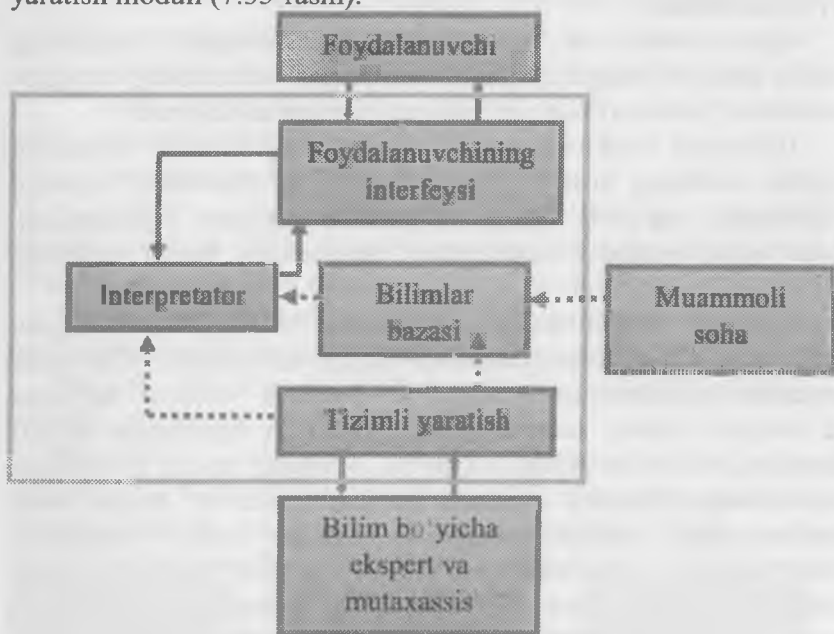 yaratish moduli (7.35-rasm).
Foydalanuvchi
Foydalanuvchining
interfeysi
Interpretator
Bilimlar
bazasi
Muammoli
soha
Tizimli yaratish
Bilim bo‘yicha
ekspert va
mutaxassis